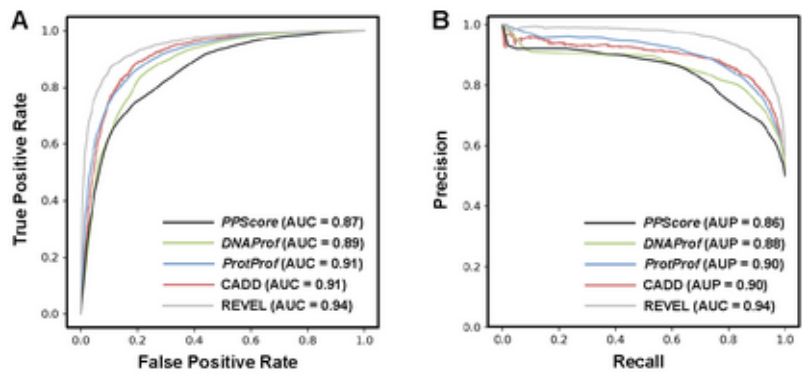 A
True Positive Rate
1.0
0.8
0.6
0.4
0.2
0.0
PPScore (AUC = 0.87)
DNAProf (AUC = 0.89)
ProtProf (AUC = 0.91)
CADD (AUC = 0.91)
REVEL (AUC = 0.94)
0.0 0.2 0.4 0.6 0.8 1.0
False Positive Rate
B
Precision
1.0
0.8
0.6
0.4
0.2
0.0
PPScore (AUP = 0.86)
DNAProf (AUP = 0.88)
ProtProf (AUP = 0.90)
CADD (AUP = 0.90)
REVEL (AUC = 0.94)
0.0 0.2 0.4 0.6 0.8 1.0
Recall